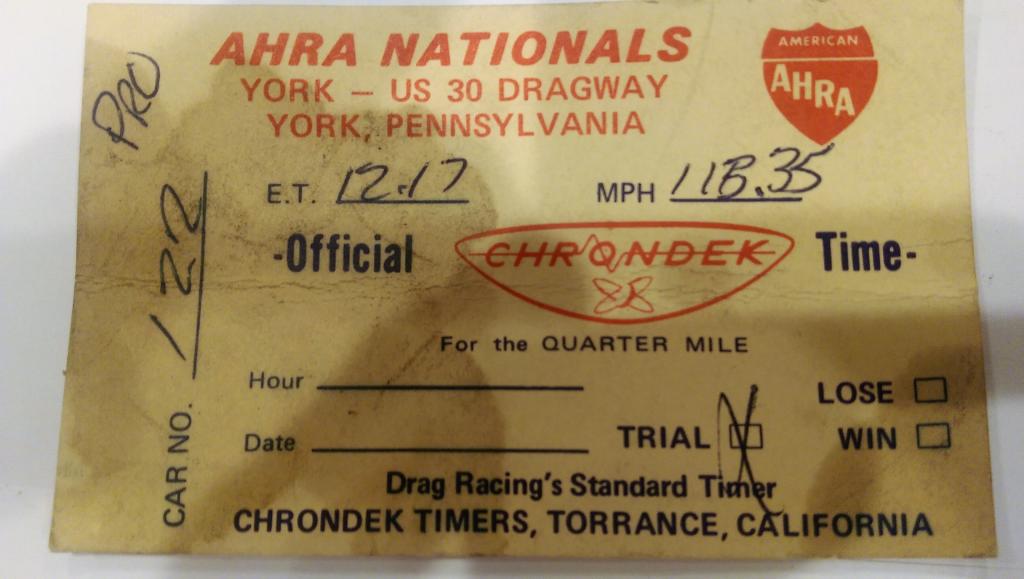 AHRA NATIONALS
YORK – US 30 DRAGWAY
YORK, PENNSYLVANIA
AMERICAN
AHRA
PRO
CAR NO. 122
E.T. 12.17 MPH 118.35
-Official CHRONDEK Time-
For the QUARTER MILE
Hour
Date
TRIAL
LOSE
WIN
Drag Racing's Standard Timer
CHRONDEK TIMERS, TORRANCE, CALIFORNIA